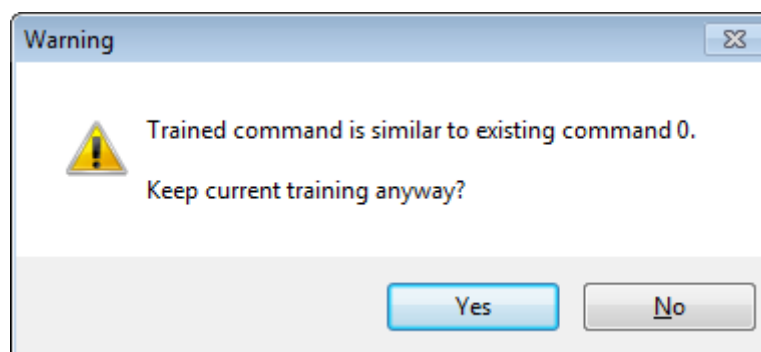 Warning
Trained command is similar to existing command 0.
Keep current training anyway?
Yes
No